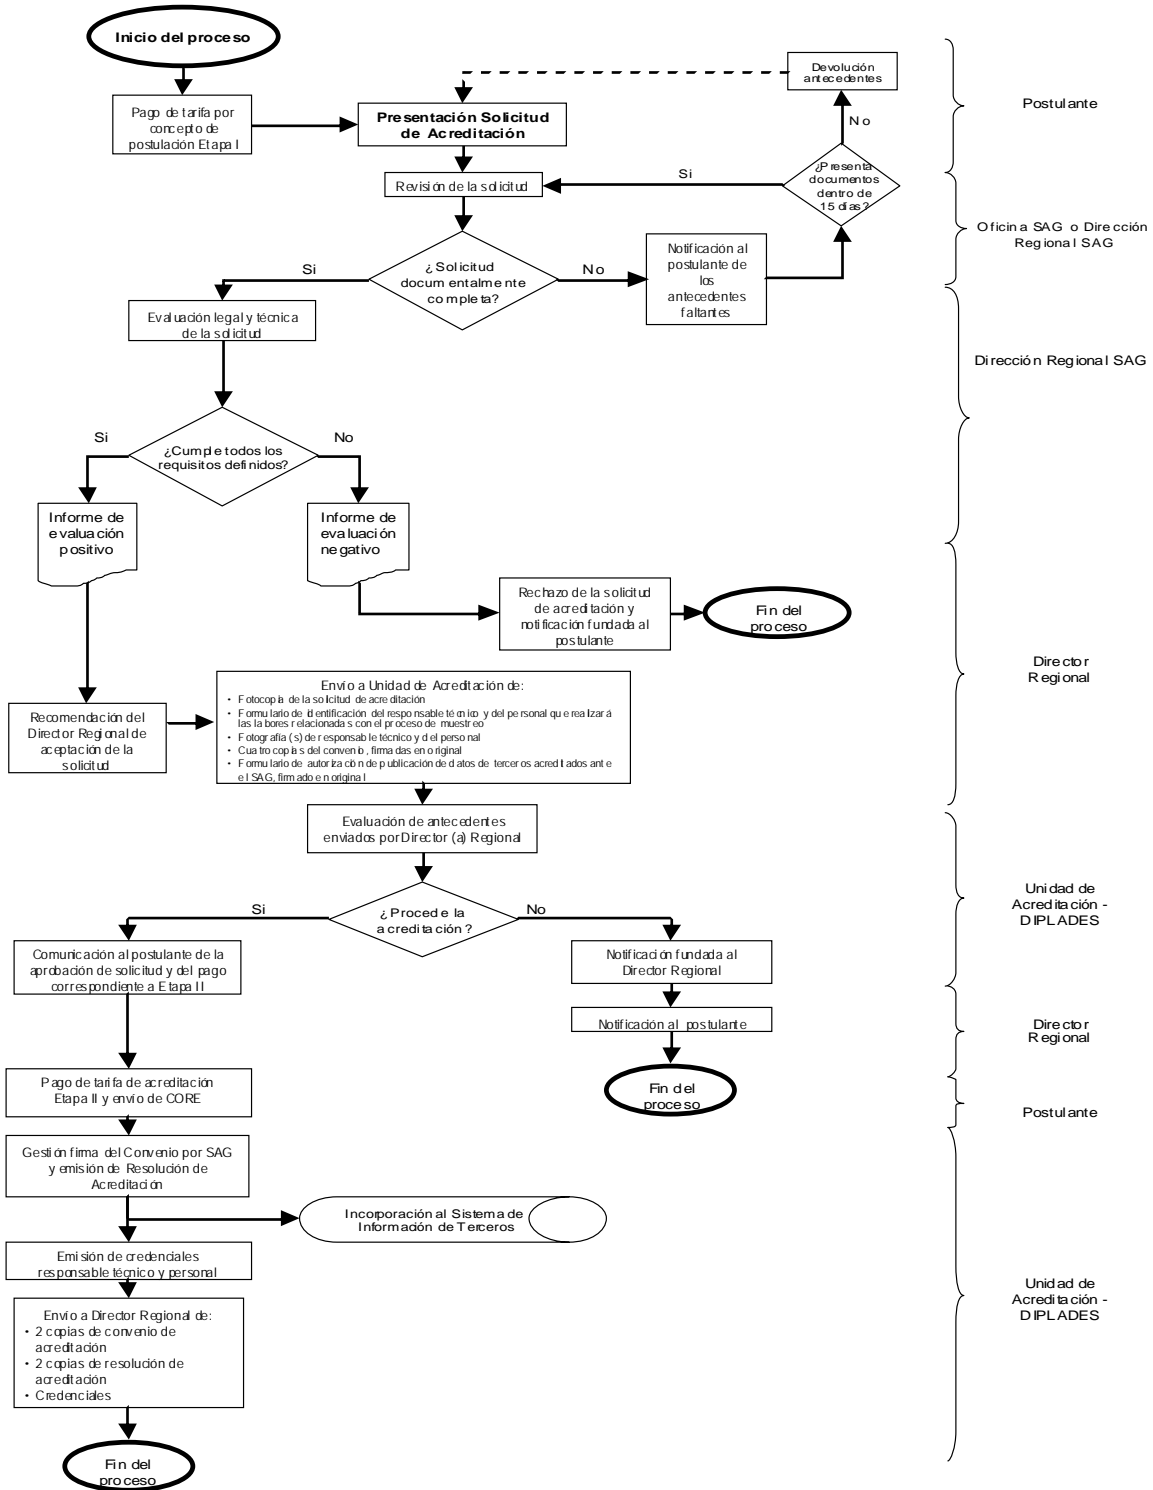 Inicio del proceso
Devolución
antecedentes
Postulante
Pago de tarifa por
concepto de
postulación Etapa I
Presentación Solicitud
de Acreditación
No
¿Presenta
documentos
dentro de
15 días?
Si
Revisión de la solicitud
Oficina SAG o Dirección
Regional SAG
¿Solicitud
documentalmente
completa?
Si
No
Notificación al
postulante de
los
antecedentes
faltantes
Evaluación legal y técnica
de la solicitud
Dirección Regional SAG
¿Cumple todos los
requisitos definidos?
Si
No
Informe de
evaluación
positivo
Informe de
evaluación
negativo
Rechazo de la solicitud
de acreditación y
notificación fundada al
postulante
Fin del
proceso
Director
Regional
Recomendación del
Director Regional de
aceptación de la
solicitud
Envío a Unidad de Acreditación de:
• Fotocopia de la solicitud de acreditación
• Formulario de identificación del responsable técnico y del personal que realizará
las labores relacionadas con el proceso de muestreo
• Fotografía (s) de responsable técnico y del personal
• Cuatro copias del convenio, firmadas en original
• Formulario de autorización de publicación de datos de terceros acreditados ante
el SAG, firmado en original
Evaluación de antecedentes
enviados por Director (a) Regional
¿Procede la
acreditación?
Si
No
Unidad de
Acreditación -
DIPLADES
Comunicación al postulante de la
aprobación de solicitud y del pago
correspondiente a Etapa II
Notificación fundada al
Director Regional
Notificación al postulante
Director
Regional
Fin del
proceso
Pago de tarifa de acreditación
Etapa II y envío de CORE
Postulante
Gestión firma del Convenio por SAG
y emisión de Resolución de
Acreditación
Incorporación al Sistema de
Información de Terceros
Emisión de credenciales
responsable técnico y personal
Unidad de
Acreditación -
DIPLADES
Envío a Director Regional de:
• 2 copias de convenio de
acreditación
• 2 copias de resolución de
acreditación
• Credenciales
Fin del
proceso